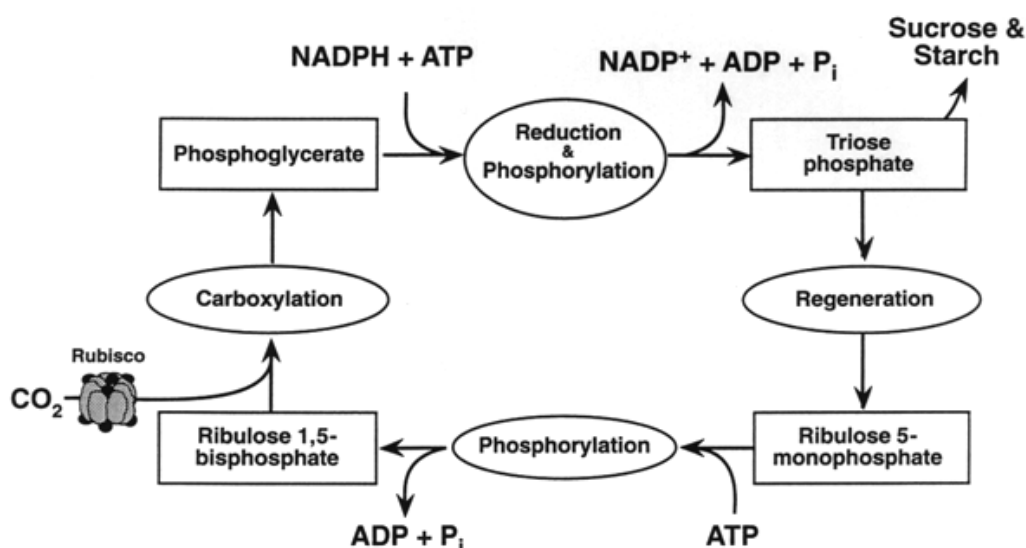 Sucrose &
Starch
NADPH + ATP
NADP⁺ + ADP + Pᵢ
Phosphoglycerate
Reduction
&
Phosphorylation
Triose
phosphate
Carboxylation
Regeneration
Rubisco
CO₂
Ribulose 1,5-
bisphosphate
Phosphorylation
Ribulose 5-
monophosphate
ADP + Pᵢ
ATP